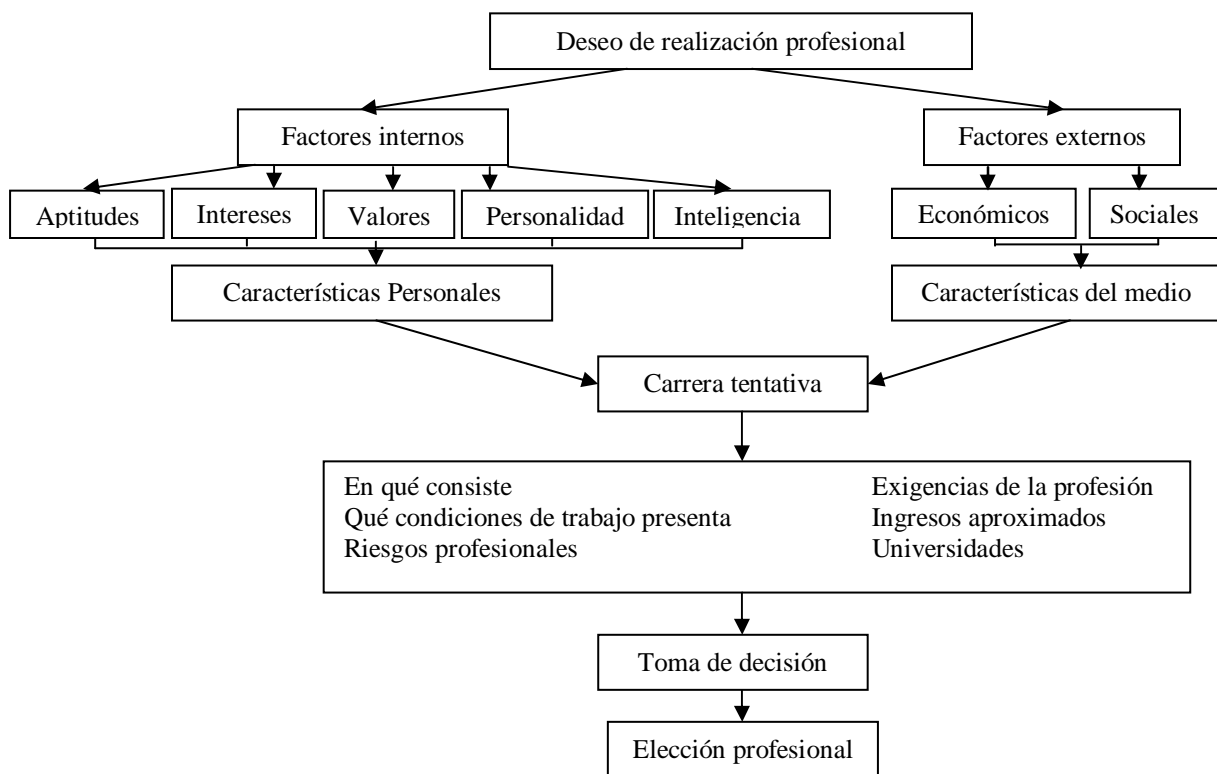 Deseo de realización profesional
Factores internos
Factores externos
Aptitudes
Intereses
Valores
Personalidad
Inteligencia
Económicos
Sociales
Características Personales
Características del medio
Carrera tentativa
En qué consiste
Exigencias de la profesión
Qué condiciones de trabajo presenta
Ingresos aproximados
Riesgos profesionales
Universidades
Toma de decisión
Elección profesional